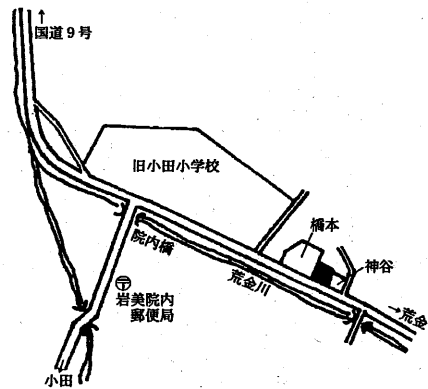 ↑
国道9号
旧小田小学校
橋本
神谷
院内橋
荒金川
→荒金
〒
岩美院内
郵便局
小田